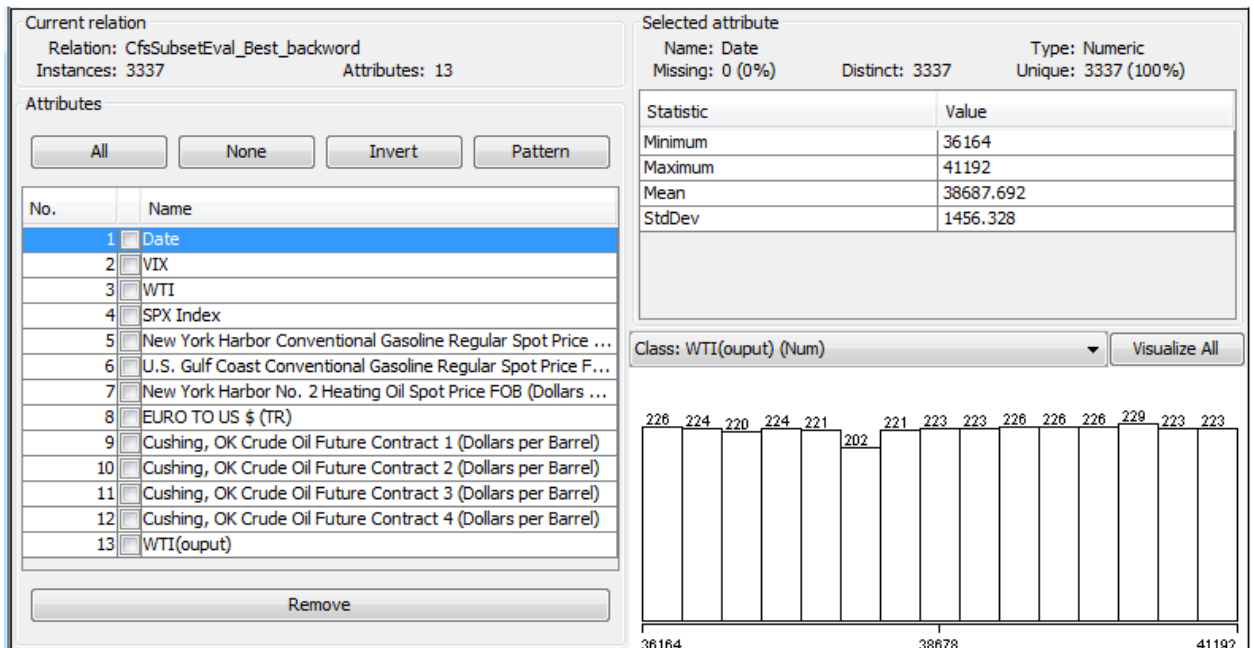 Current relation
Relation: CfsSubsetEval_Best_backword
Instances: 3337 Attributes: 13
Attributes
All None Invert Pattern
No. Name
1 Date
2 VIX
3 WTI
4 SPX Index
5 New York Harbor Conventional Gasoline Regular Spot Price ...
6 U.S. Gulf Coast Conventional Gasoline Regular Spot Price F...
7 New York Harbor No. 2 Heating Oil Spot Price FOB (Dollars ...
8 EURO TO US $ (TR)
9 Cushing, OK Crude Oil Future Contract 1 (Dollars per Barrel)
10 Cushing, OK Crude Oil Future Contract 2 (Dollars per Barrel)
11 Cushing, OK Crude Oil Future Contract 3 (Dollars per Barrel)
12 Cushing, OK Crude Oil Future Contract 4 (Dollars per Barrel)
13 WTI(ouput)
Remove
Selected attribute
Name: Date Type: Numeric
Missing: 0 (0%) Distinct: 3337 Unique: 3337 (100%)
Statistic Value
Minimum 36164
Maximum 41192
Mean 38687.692
StdDev 1456.328
Class: WTI(ouput) (Num) Visualize All
226 224 220 224 221 202 221 223 223 226 226 226 229 223 223
36164 38678 41192